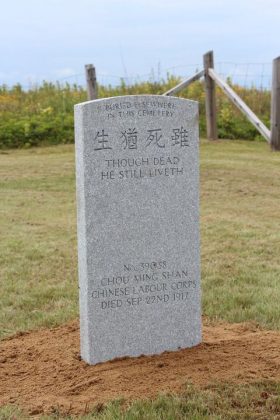 BURIED ELSEWHERE
IN THIS CEMETERY
生猶死雖
THOUGH DEAD
HE STILL LIVETH
No. 39038
CHOU MING SHAN
CHINESE LABOUR CORPS
DIED SEP 22ND 1917